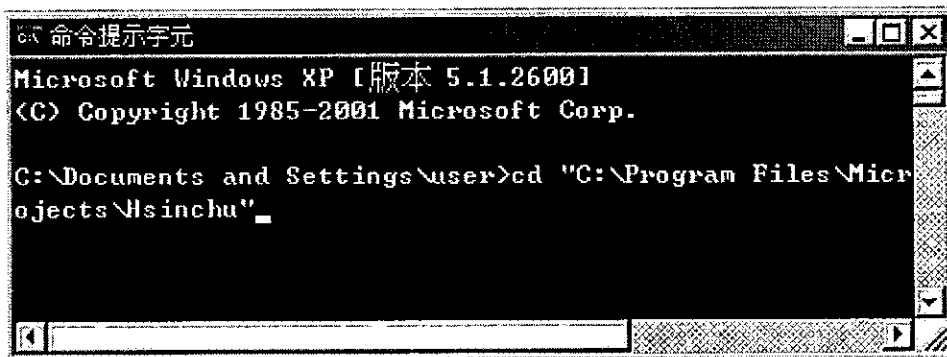 命令提示字元
Microsoft Windows XP [版本 5.1.2600]
(C) Copyright 1985-2001 Microsoft Corp.
C:\Documents and Settings\user>cd "C:\Program Files\Micr
ojects\Hsinchu"_